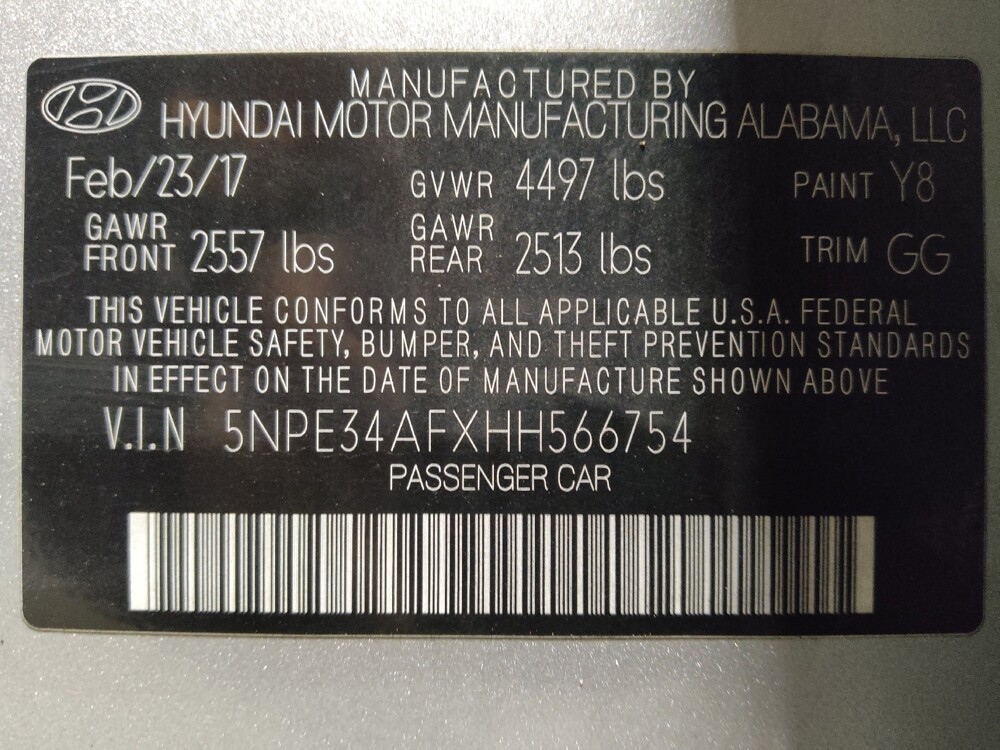 MANUFACTURED BY
HYUNDAI MOTOR MANUFACTURING ALABAMA, LLC
Feb/23/17 GVWR 4497 lbs PAINT Y8
GAWR FRONT 2557 lbs GAWR REAR 2513 lbs TRIM GG
THIS VEHICLE CONFORMS TO ALL APPLICABLE U.S.A. FEDERAL
MOTOR VEHICLE SAFETY, BUMPER, AND THEFT PREVENTION STANDARDS
IN EFFECT ON THE DATE OF MANUFACTURE SHOWN ABOVE
V.I.N 5NPE34AFXHH566754
PASSENGER CAR